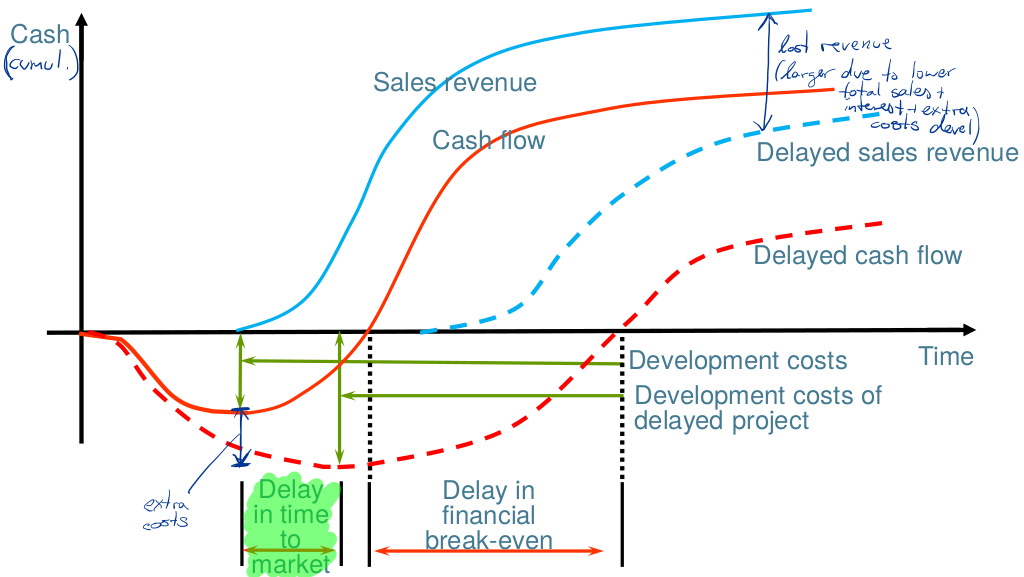 Cash
(cumul.)
Sales revenue
Cash flow
lost revenue
(larger due to lower
total sales +
interest + extra
costs devel)
Delayed sales revenue
Delayed cash flow
Time
Development costs
Development costs of
delayed project
extra
costs
Delay
in time
to
market
Delay in
financial
break-even